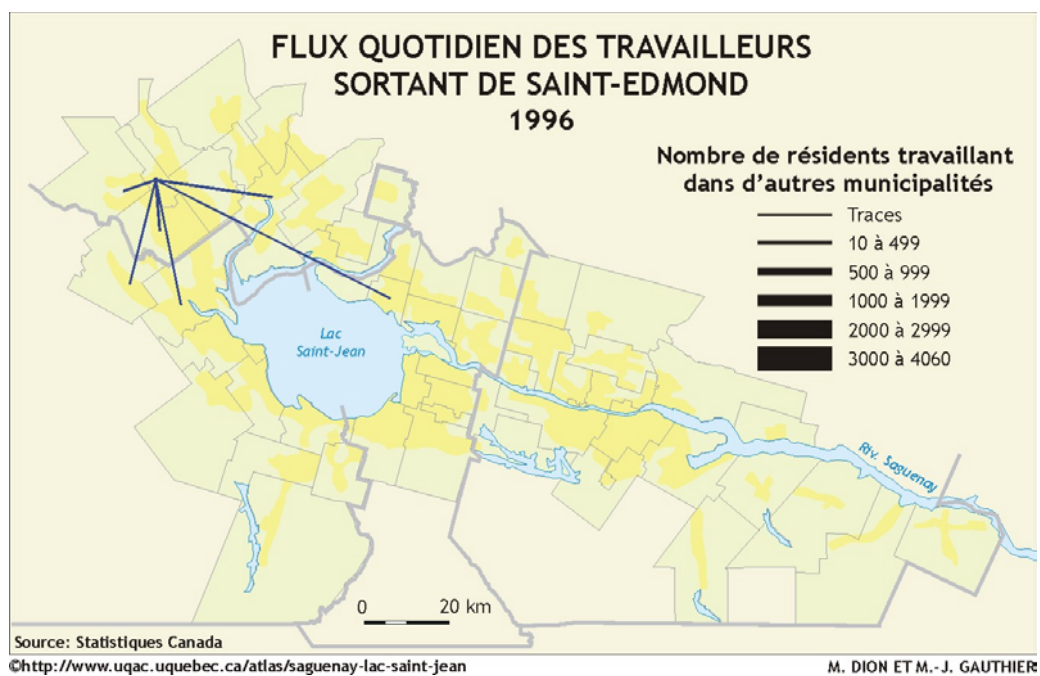 FLUX QUOTIDIEN DES TRAVAILLEURS
SORTANT DE SAINT-EDMOND
1996
Nombre de résidents travaillant
dans d'autres municipalités
Traces
10 à 499
500 à 999
1000 à 1999
2000 à 2999
3000 à 4060
Lac
Saint-Jean
Riv. Saguenay
0 20 km
Source: Statistiques Canada
©http://www.uqac.uquebec.ca/atlas/saguenay-lac-saint-jean
M. DION ET M.-J. GAUTHIER